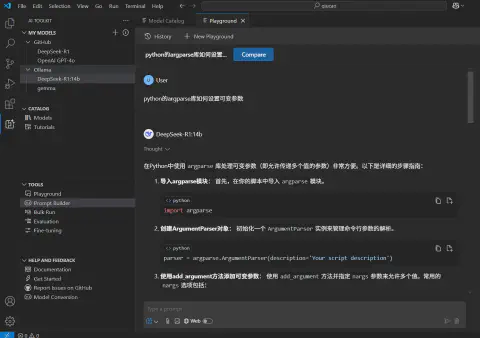 File Edit Selection View Go Run Terminal Help
AI TOOLKIT
MY MODELS
GitHub
DeepSeek-R1
OpenAI GPT-4o
Ollama
DeepSeek-R1:14b
gemma
CATALOG
Models
Tutorials
TOOLS
Playground
Prompt Builder
Bulk Run
Evaluation
Fine-tuning
HELP AND FEEDBACK
Documentation
Get Started
Report Issues on GitHub
Model Conversion
Model Catalog
Playground
History
New Playground
python的argparse库如何设置...
Compare
User
python的argparse库如何设置可变参数
DeepSeek-R1:14b
Thought
在Python中使用 argparse 库处理可变参数（即允许传递多个值的参数）非常方便。以下是详细的步骤指南：
1. 导入argparse模块： 首先，在你的脚本中导入 argparse 模块。
python
import argparse
2. 创建ArgumentParser对象： 初始化一个 ArgumentParser 实例来管理命令行参数的解析。
python
parser = argparse.ArgumentParser(description='Your script description')
3. 使用add_argument方法添加可变参数： 使用 add_argument 方法并指定 nargs 参数来允许多个值。常用的
nargs 选项包括：
Type a prompt
Web
0 0